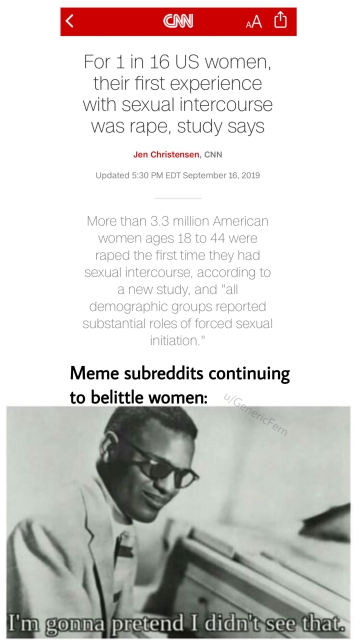 CNN
AA
For 1 in 16 US women,
their first experience
with sexual intercourse
was rape, study says
Jen Christensen, CNN
Updated 5:30 PM EDT September 16, 2019
More than 3.3 million American
women ages 18 to 44 were
raped the first time they had
sexual intercourse, according to
a new study, and "all
demographic groups reported
substantial roles of forced sexual
initiation."
Meme subreddits continuing
to belittle women:
u/GenericFern
I'm gonna pretend I didn't see that.